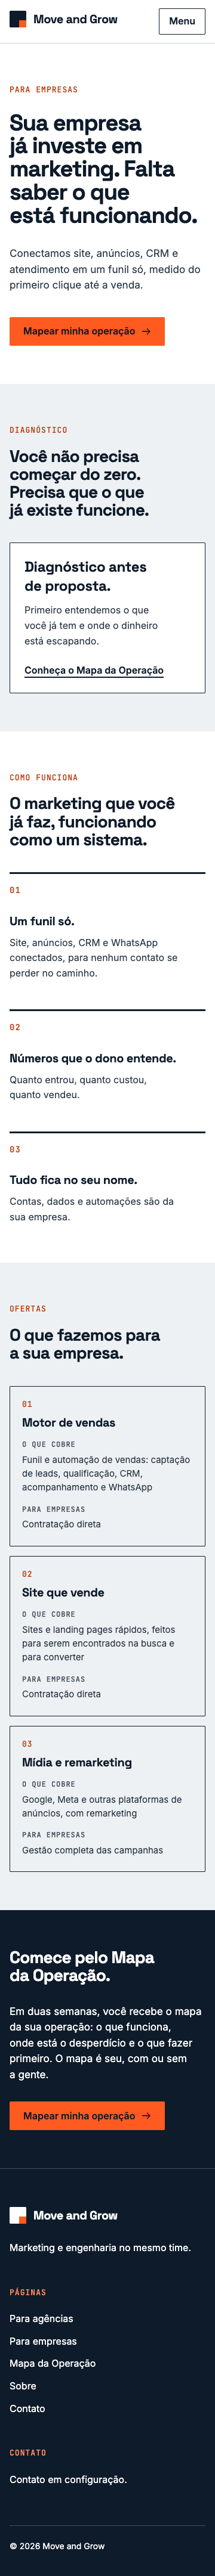 Move and Grow
Menu
PARA EMPRESAS
Sua empresa
já investe em
marketing. Falta
saber o que
está funcionando.
Conectamos site, anúncios, CRM e
atendimento em um funil só, medido do
primeiro clique até a venda.
Mapear minha operação →
DIAGNÓSTICO
Você não precisa
começar do zero.
Precisa que o que
já existe funcione.
Diagnóstico antes
de proposta.
Primeiro entendemos o que
você já tem e onde o dinheiro
está escapando.
Conheça o Mapa da Operação
COMO FUNCIONA
O marketing que você
já faz, funcionando
como um sistema.
01
Um funil só.
Site, anúncios, CRM e WhatsApp
conectados, para nenhum contato se
perder no caminho.
02
Números que o dono entende.
Quanto entrou, quanto custou,
quanto vendeu.
03
Tudo fica no seu nome.
Contas, dados e automações são da
sua empresa.
OFERTAS
O que fazemos para
a sua empresa.
01
Motor de vendas
O QUE COBRE
Funil e automação de vendas: captação
de leads, qualificação, CRM,
acompanhamento e WhatsApp
PARA EMPRESAS
Contratação direta
02
Site que vende
O QUE COBRE
Sites e landing pages rápidos, feitos
para serem encontrados na busca e
para converter
PARA EMPRESAS
Contratação direta
03
Mídia e remarketing
O QUE COBRE
Google, Meta e outras plataformas de
anúncios, com remarketing
PARA EMPRESAS
Gestão completa das campanhas
Comece pelo Mapa
da Operação.
Em duas semanas, você recebe o mapa
da sua operação: o que funciona,
onde está o desperdício e o que fazer
primeiro. O mapa é seu, com ou sem
a gente.
Mapear minha operação →
Move and Grow
Marketing e engenharia no mesmo time.
PÁGINAS
Para agências
Para empresas
Mapa da Operação
Sobre
Contato
CONTATO
Contato em configuração.
© 2026 Move and Grow